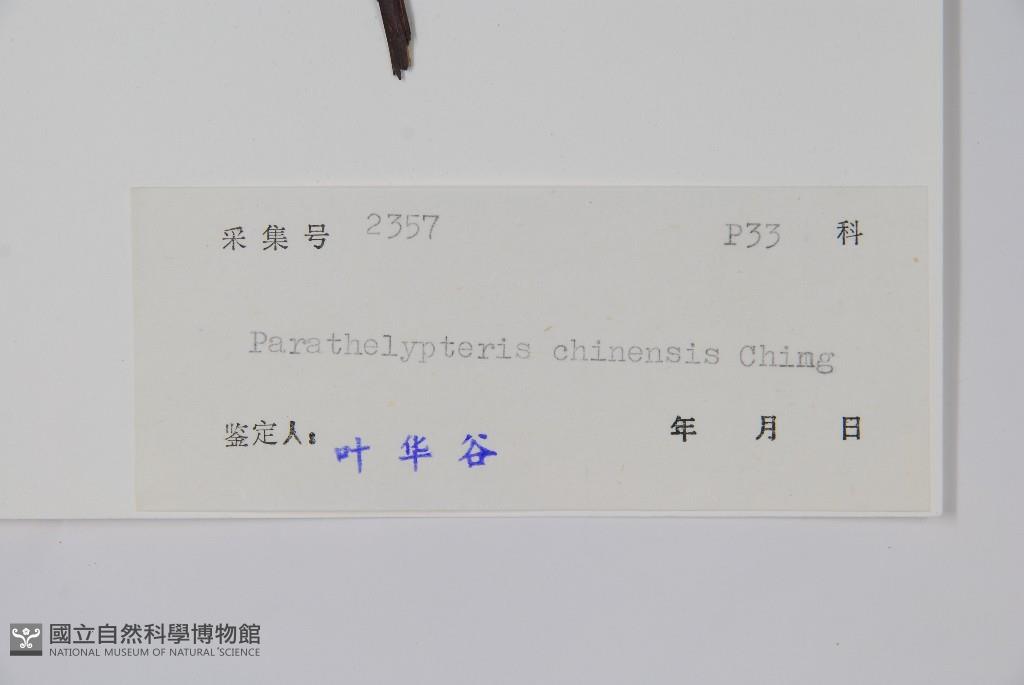 采集号 2357 P33 科
Parathelypteris chinensis Ching
鉴定人: 叶华谷 年 月 日
國立自然科學博物館
NATIONAL MUSEUM OF NATURAL SCIENCE